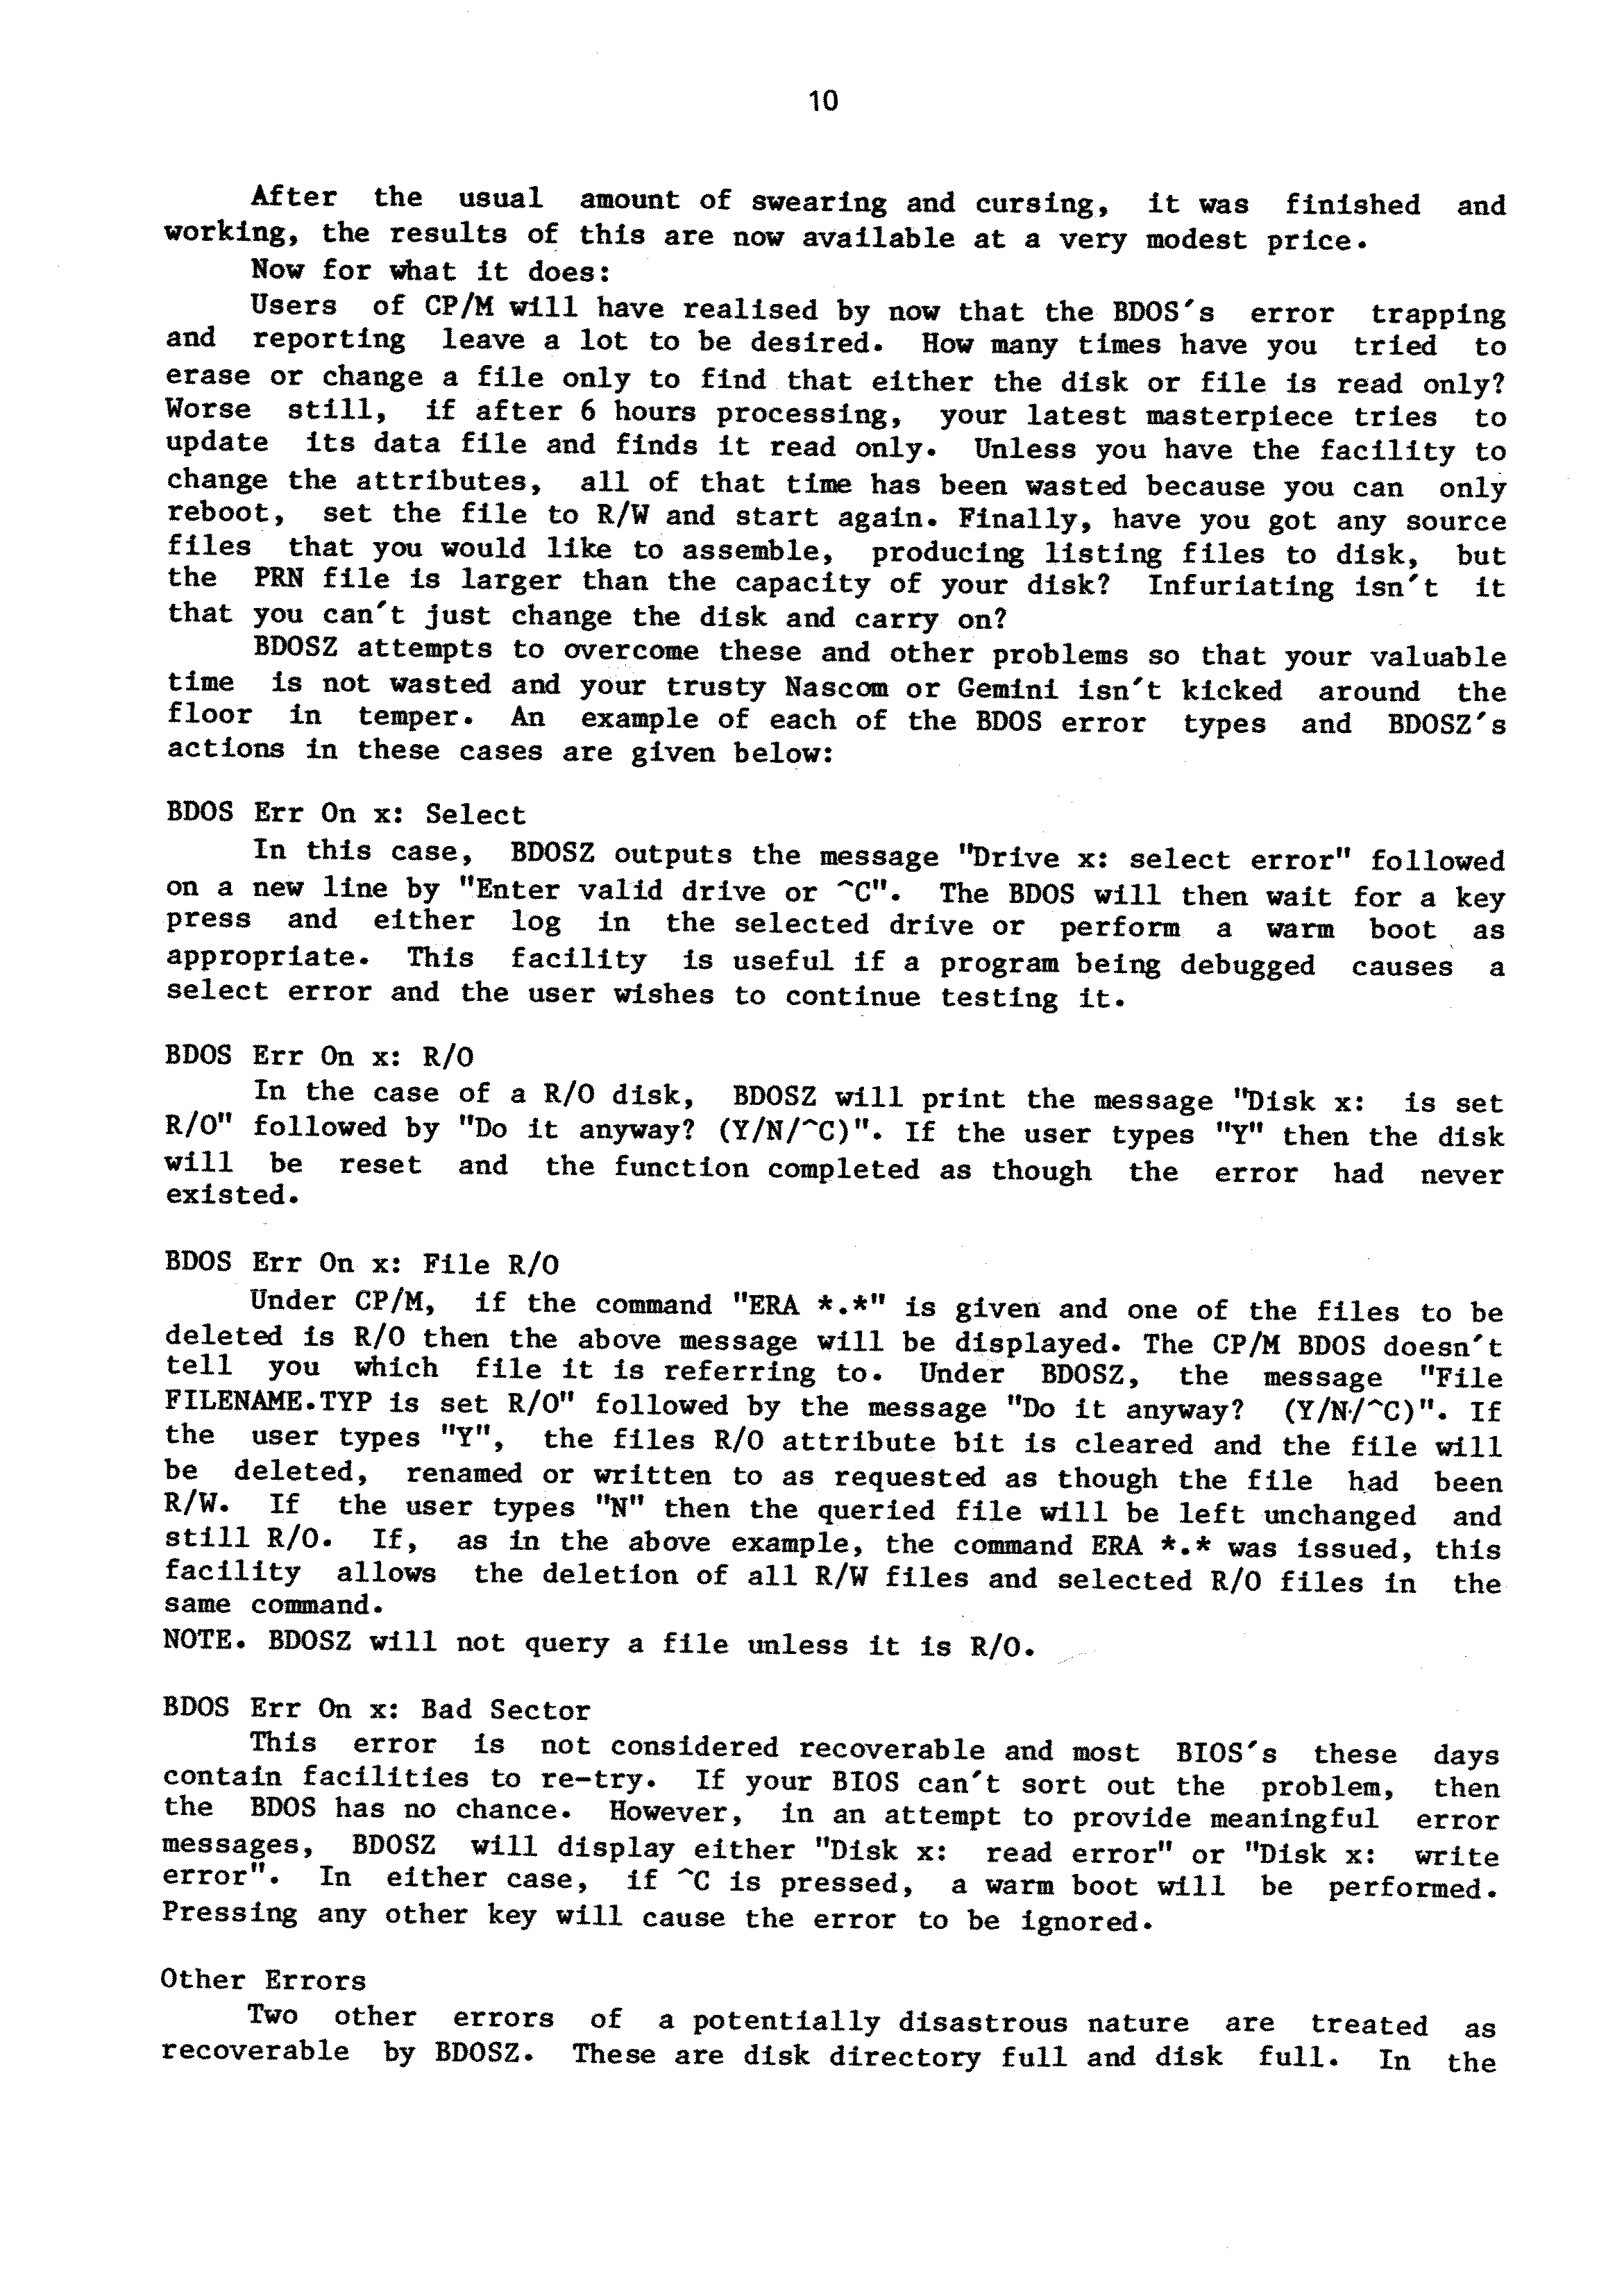 10
After the usual amount of swearing and cursing, it was finished and
working, the results of this are now available at a very modest price.
Now for what it does:
Users of CP/M will have realised by now that the BDOS's error trapping
and reporting leave a lot to be desired. How many times have you tried to
erase or change a file only to find that either the disk or file is read only?
Worse still, if after 6 hours processing, your latest masterpiece tries to
update its data file and finds it read only. Unless you have the facility to
change the attributes, all of that time has been wasted because you can only
reboot, set the file to R/W and start again. Finally, have you got any source
files that you would like to assemble, producing listing files to disk, but
the PRN file is larger than the capacity of your disk? Infuriating isn't it
that you can't just change the disk and carry on?
BDOSZ attempts to overcome these and other problems so that your valuable
time is not wasted and your trusty Nascom or Gemini isn't kicked around the
floor in temper. An example of each of the BDOS error types and BDOSZ's
actions in these cases are given below:
BDOS Err On x: Select
In this case, BDOSZ outputs the message "Drive x: select error" followed
on a new line by "Enter valid drive or ^C". The BDOS will then wait for a key
press and either log in the selected drive or perform a warm boot as
appropriate. This facility is useful if a program being debugged causes a
select error and the user wishes to continue testing it.
BDOS Err On x: R/O
In the case of a R/O disk, BDOSZ will print the message "Disk x: is set
R/O" followed by "Do it anyway? (Y/N/^C)". If the user types "Y" then the disk
will be reset and the function completed as though the error had never
existed.
BDOS Err On x: File R/O
Under CP/M, if the command "ERA *.*" is given and one of the files to be
deleted is R/O then the above message will be displayed. The CP/M BDOS doesn't
tell you which file it is referring to. Under BDOSZ, the message "File
FILENAME.TYP is set R/O" followed by the message "Do it anyway? (Y/N/^C)". If
the user types "Y", the files R/O attribute bit is cleared and the file will
be deleted, renamed or written to as requested as though the file had been
R/W. If the user types "N" then the queried file will be left unchanged and
still R/O. If, as in the above example, the command ERA *.* was issued, this
facility allows the deletion of all R/W files and selected R/O files in the
same command.
NOTE. BDOSZ will not query a file unless it is R/O.
BDOS Err On x: Bad Sector
This error is not considered recoverable and most BIOS's these days
contain facilities to re-try. If your BIOS can't sort out the problem, then
the BDOS has no chance. However, in an attempt to provide meaningful error
messages, BDOSZ will display either "Disk x: read error" or "Disk x: write
error". In either case, if ^C is pressed, a warm boot will be performed.
Pressing any other key will cause the error to be ignored.
Other Errors
Two other errors of a potentially disastrous nature are treated as
recoverable by BDOSZ. These are disk directory full and disk full. In the